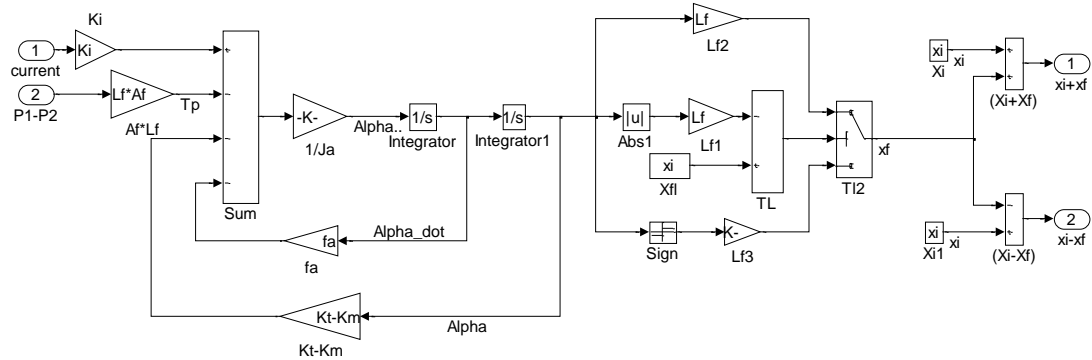 Ki
1
Ki
current
2
Lf*Af
P1-P2
Tp
Af*Lf
Sum
-K-
1/Ja
Alpha..
1/s
Integrator
1/s
Integrator1
fa
Alpha_dot
fa
Kt-Km
Alpha
Kt-Km
Lf
Lf2
|u|
Abs1
Lf
Lf1
xi
Xfl
TL
Sign
K-
Lf3
Tl2
xf
xi
xi
Xi
(Xi+Xf)
1
xi+xf
xi
xi
Xi1
(Xi-Xf)
2
xi-xf